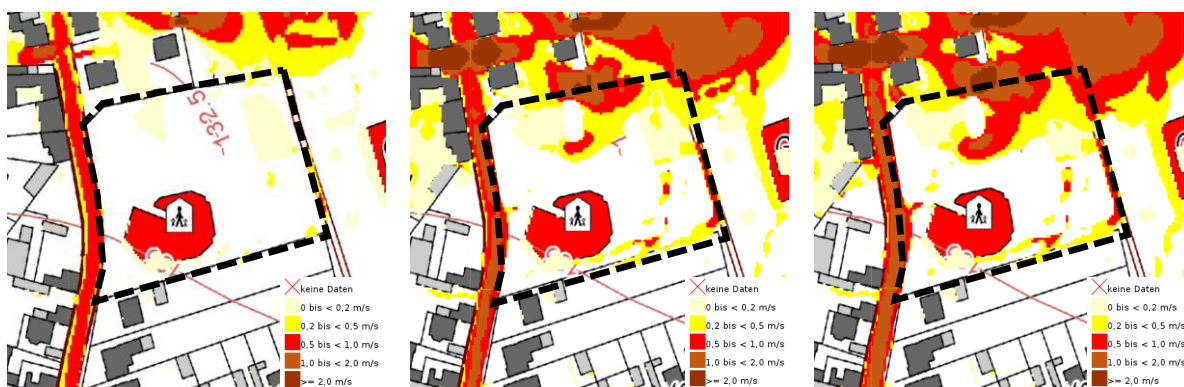 132.5
keine Daten
0 bis < 0,2 m/s
0,2 bis < 0,5 m/s
0,5 bis < 1,0 m/s
1,0 bis < 2,0 m/s
>= 2,0 m/s
keine Daten
0 bis < 0,2 m/s
0,2 bis < 0,5 m/s
0,5 bis < 1,0 m/s
1,0 bis < 2,0 m/s
>= 2,0 m/s
keine Daten
0 bis < 0,2 m/s
0,2 bis < 0,5 m/s
0,5 bis < 1,0 m/s
1,0 bis < 2,0 m/s
>= 2,0 m/s